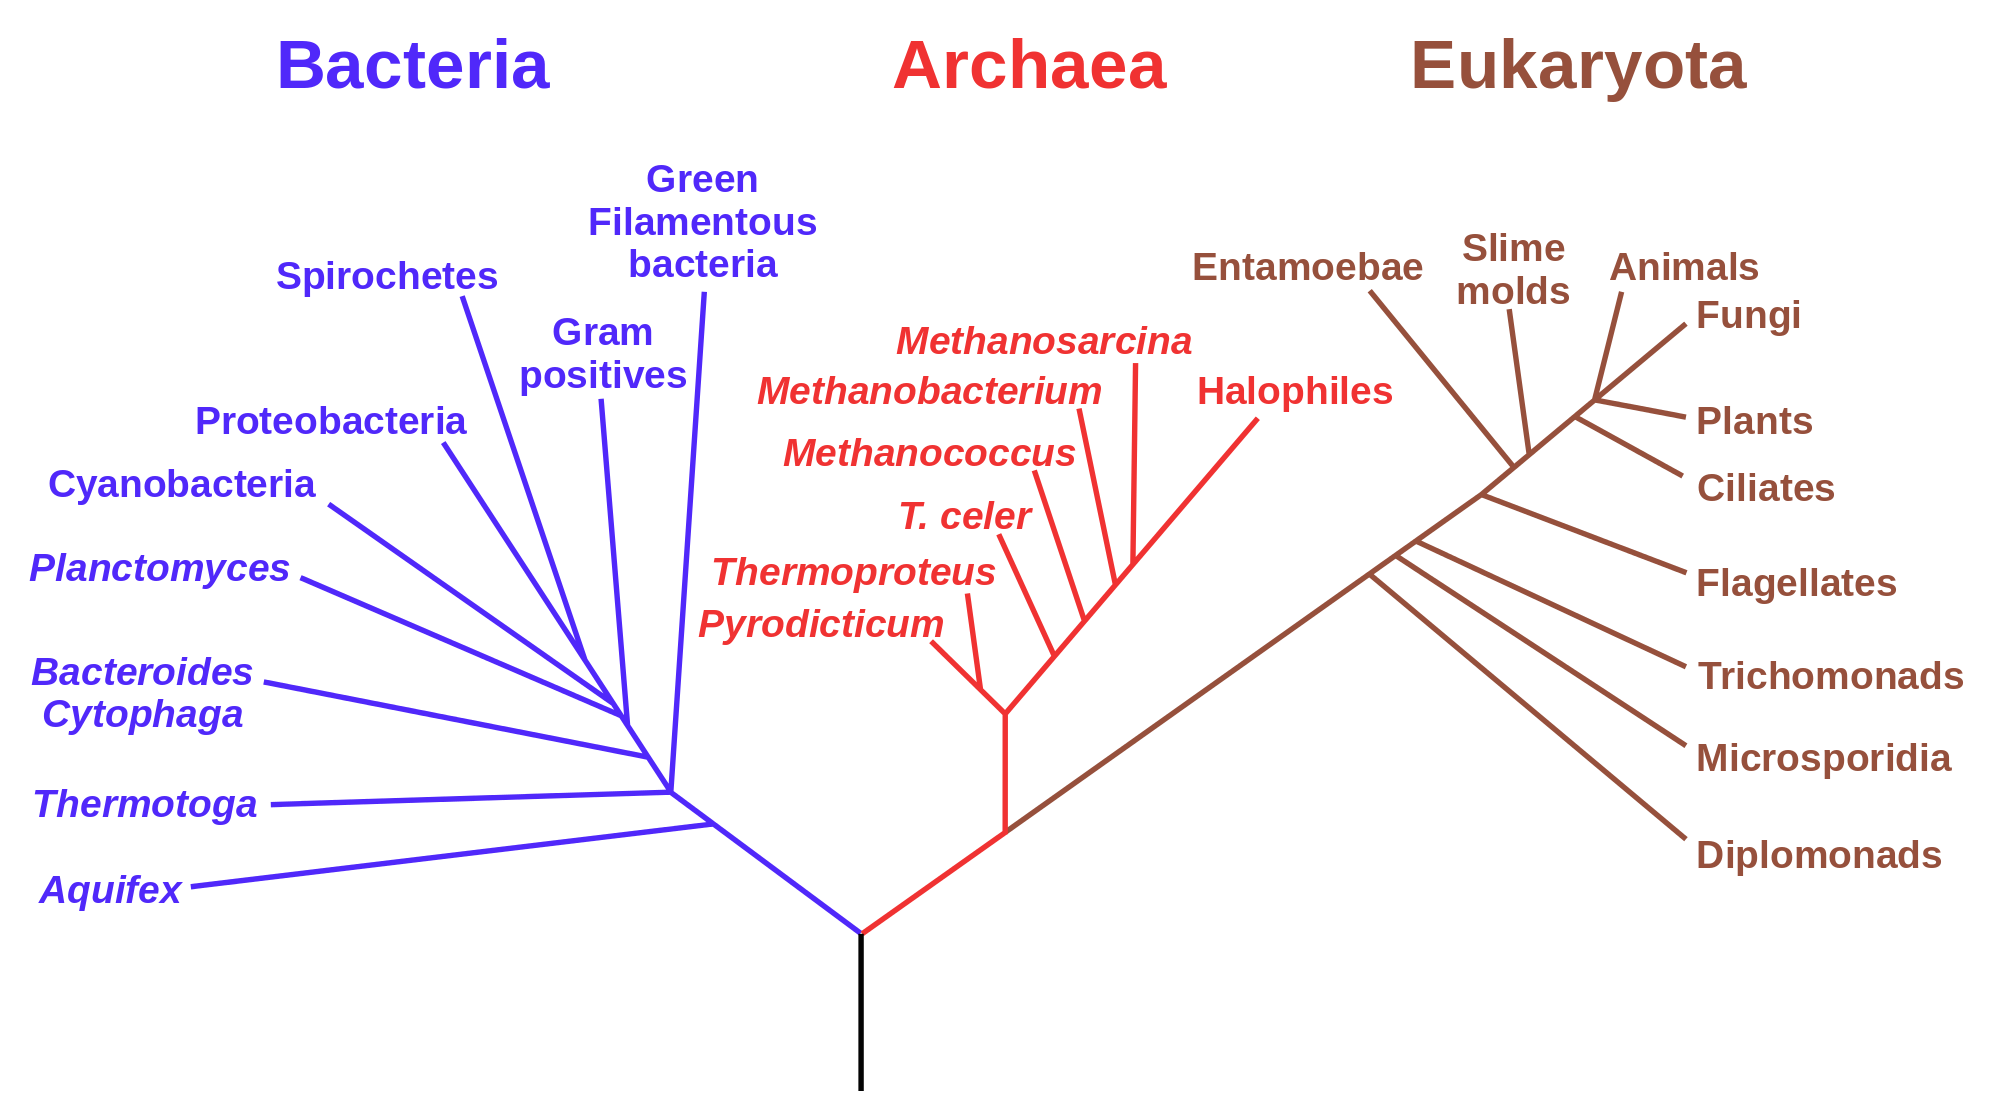 Bacteria
Archaea
Eukaryota
Green
Filamentous
bacteria
Spirochetes
Gram
positives
Proteobacteria
Cyanobacteria
Planctomyces
Bacteroides
Cytophaga
Thermotoga
Aquifex
Methanosarcina
Methanobacterium
Halophiles
Methanococcus
T. celer
Thermoproteus
Pyrodicticum
Entamoebae
Slime
molds
Animals
Fungi
Plants
Ciliates
Flagellates
Trichomonads
Microsporidia
Diplomonads